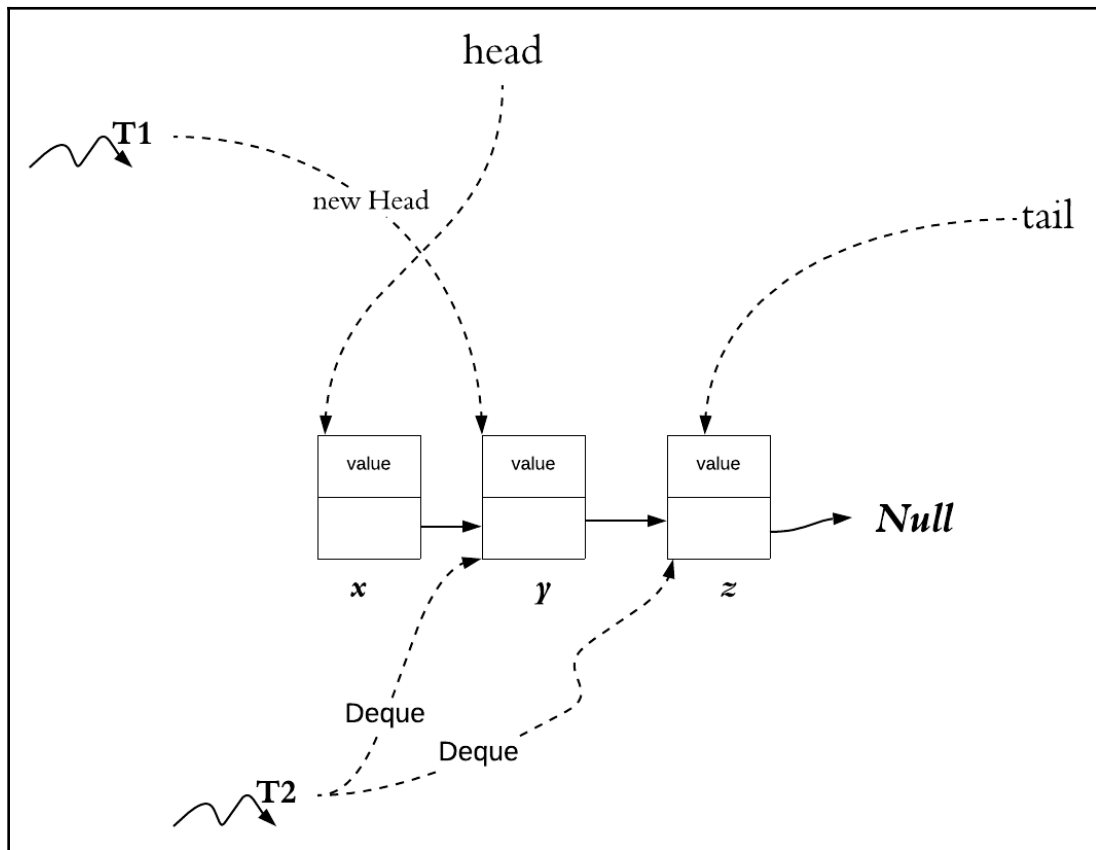 head
T1
new Head
tail
value
value
value
Null
x
y
z
Deque
Deque
T2